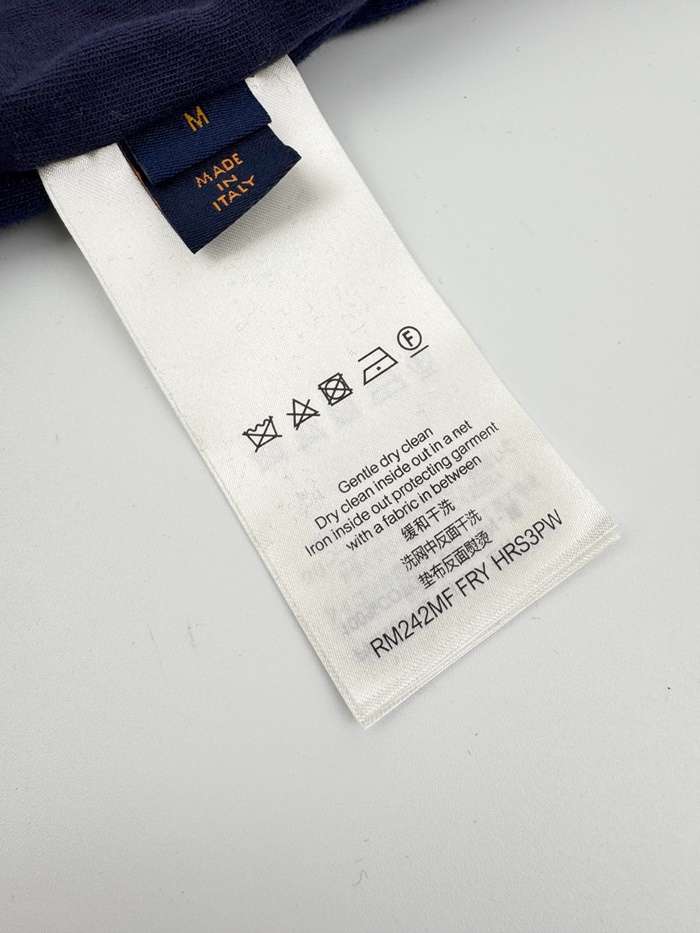 M
MADE
IN
ITALY
F
Gentle dry clean
Dry clean inside out in a net
Iron inside out protecting garment
with a fabric in between
缓和干洗
洗网中反面干洗
垫布反面熨烫
RM242MF FRY HRS3PW